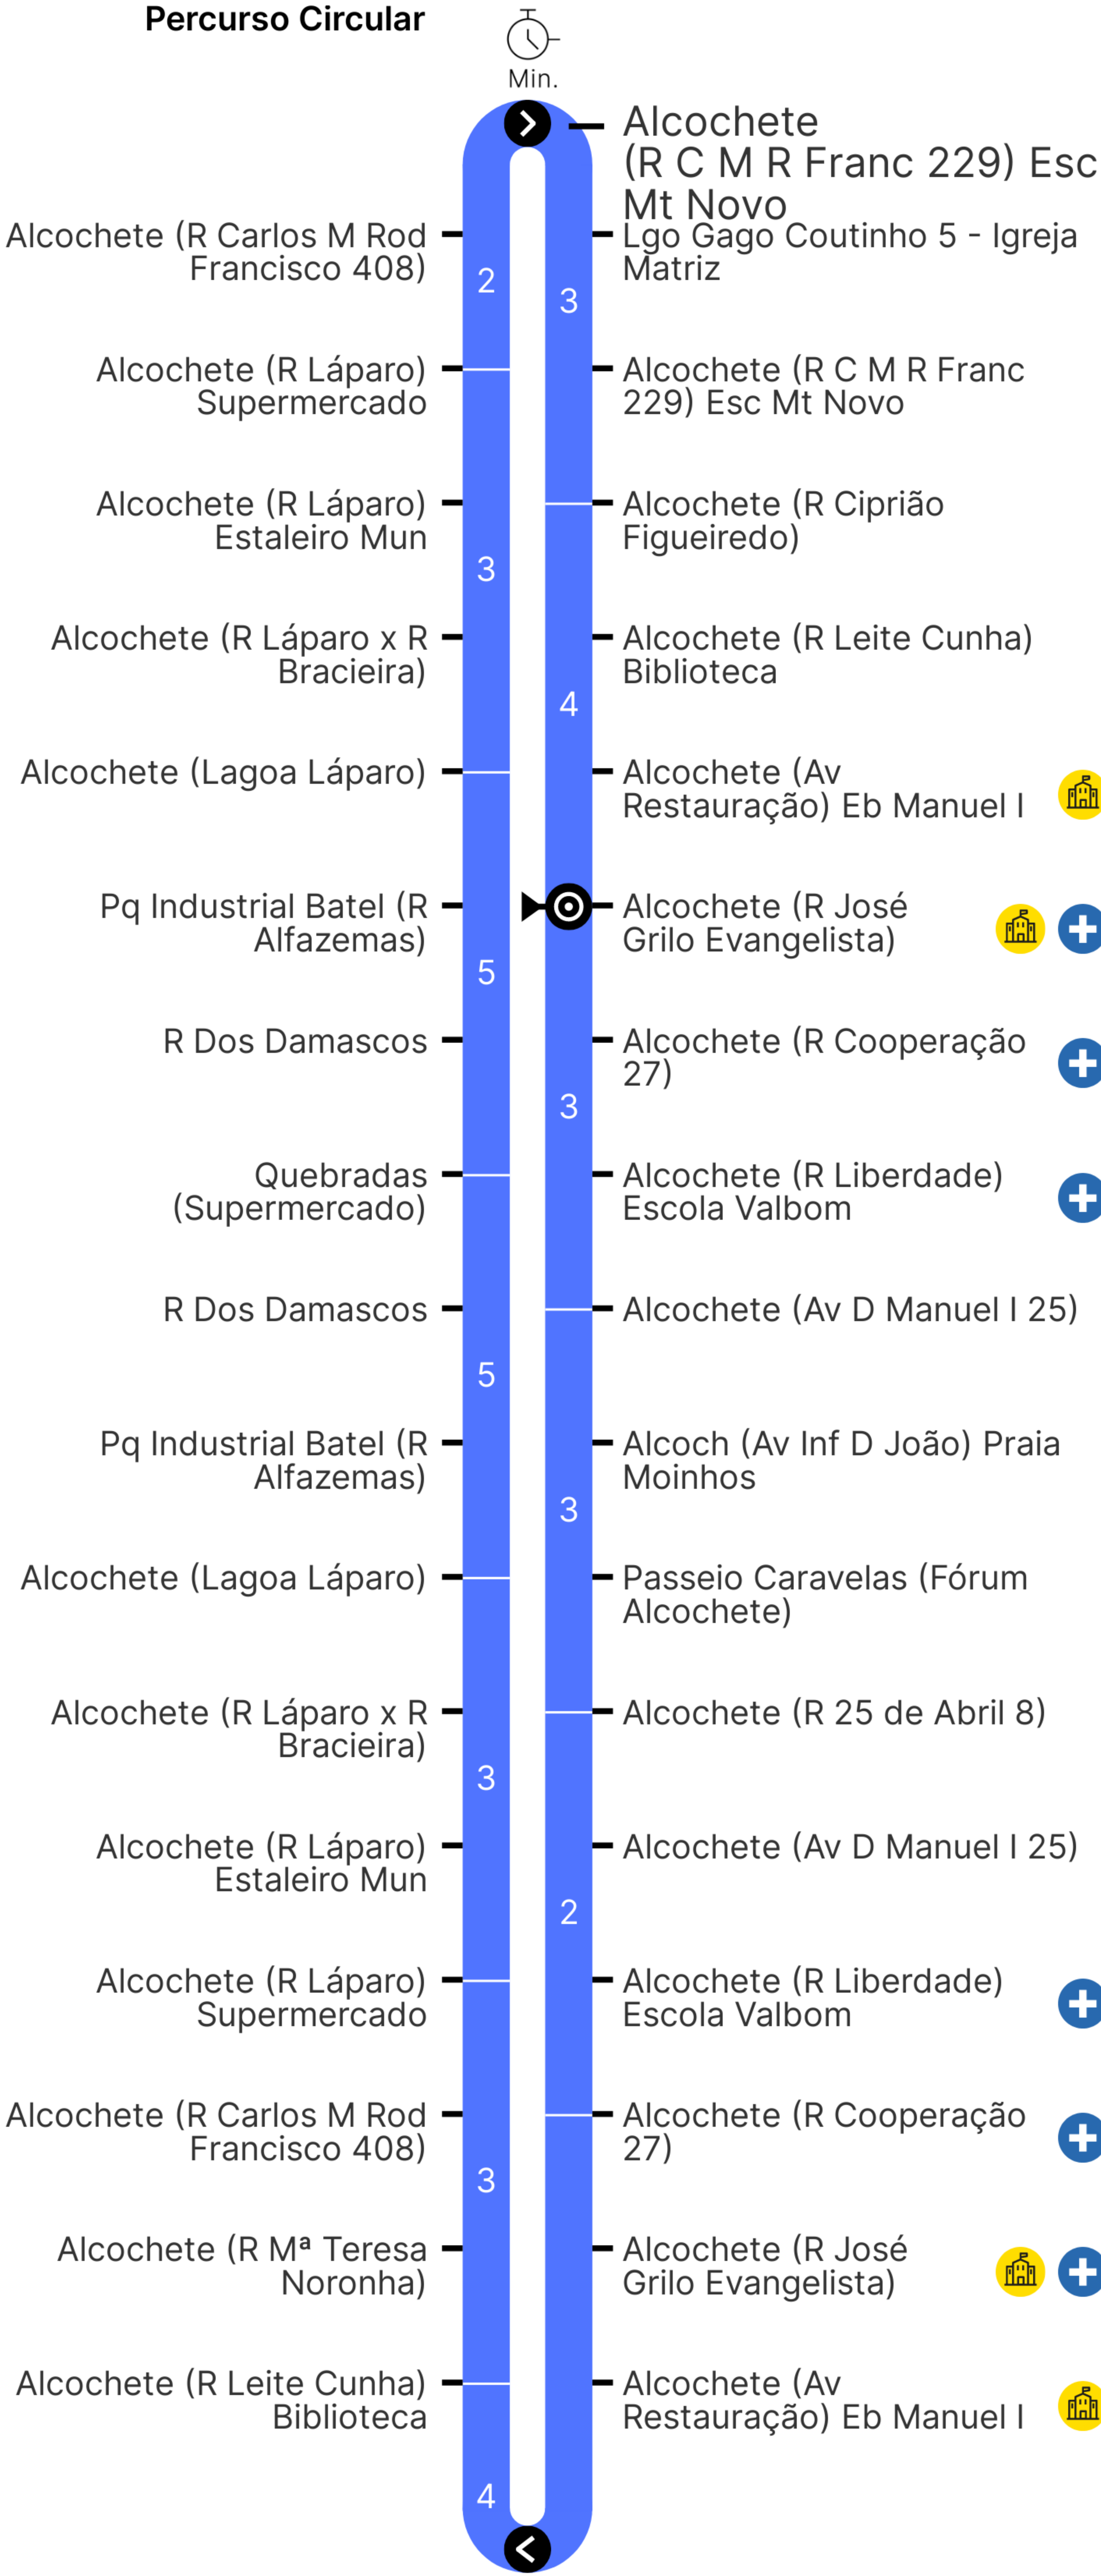 Percurso Circular
Min.
Alcochete
(R C M R Franc 229) Esc
Mt Novo
Alcochete (R Carlos M Rod
Francisco 408)
2
Lgo Gago Coutinho 5 - Igreja
Matriz
3
Alcochete (R Láparo)
Supermercado
Alcochete (R C M R Franc
229) Esc Mt Novo
Alcochete (R Láparo)
Estaleiro Mun
3
Alcochete (R Ciprião
Figueiredo)
Alcochete (R Láparo x R
Bracieira)
Alcochete (R Leite Cunha)
Biblioteca
4
Alcochete (Lagoa Láparo)
Alcochete (Av
Restauração) Eb Manuel I
Pq Industrial Batel (R
Alfazemas)
5
Alcochete (R José
Grilo Evangelista)
R Dos Damascos
Alcochete (R Cooperação
27)
3
Quebradas
(Supermercado)
Alcochete (R Liberdade)
Escola Valbom
R Dos Damascos
5
Alcochete (Av D Manuel I 25)
Pq Industrial Batel (R
Alfazemas)
Alcoch (Av Inf D João) Praia
Moinhos
3
Alcochete (Lagoa Láparo)
Passeio Caravelas (Fórum
Alcochete)
Alcochete (R Láparo x R
Bracieira)
3
Alcochete (R 25 de Abril 8)
Alcochete (R Láparo)
Estaleiro Mun
Alcochete (Av D Manuel I 25)
2
Alcochete (R Láparo)
Supermercado
Alcochete (R Liberdade)
Escola Valbom
Alcochete (R Carlos M Rod
Francisco 408)
3
Alcochete (R Cooperação
27)
Alcochete (R Mª Teresa
Noronha)
Alcochete (R José
Grilo Evangelista)
Alcochete (R Leite Cunha)
Biblioteca
Alcochete (Av
Restauração) Eb Manuel I
4